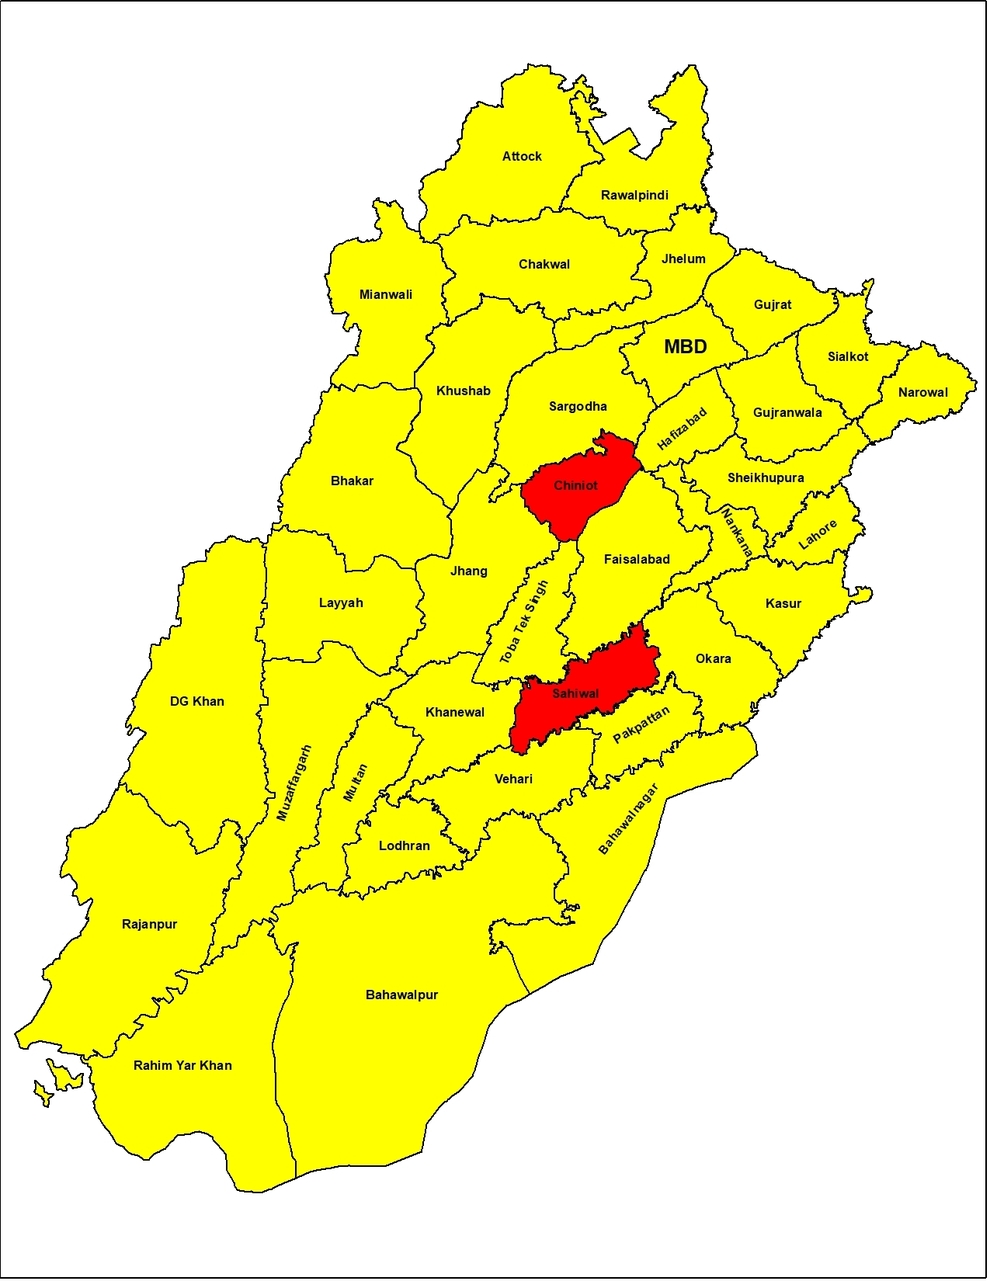 Attock
Rawalpindi
Chakwal
Jhelum
Mianwali
Gujrat
MBD
Sialkot
Khushab
Narowal
Sargodha
Gujranwala
Hafizabad
Bhakar
Chiniot
Sheikhupura
Nankana
Lahore
Jhang
Faisalabad
Layyah
Toba Tek Singh
Kasur
Okara
DG Khan
Sahiwal
Khanewal
Pakpattan
Muzaffargarh
Multan
Vehari
Bahawalnagar
Lodhran
Rajanpur
Bahawalpur
Rahim Yar Khan